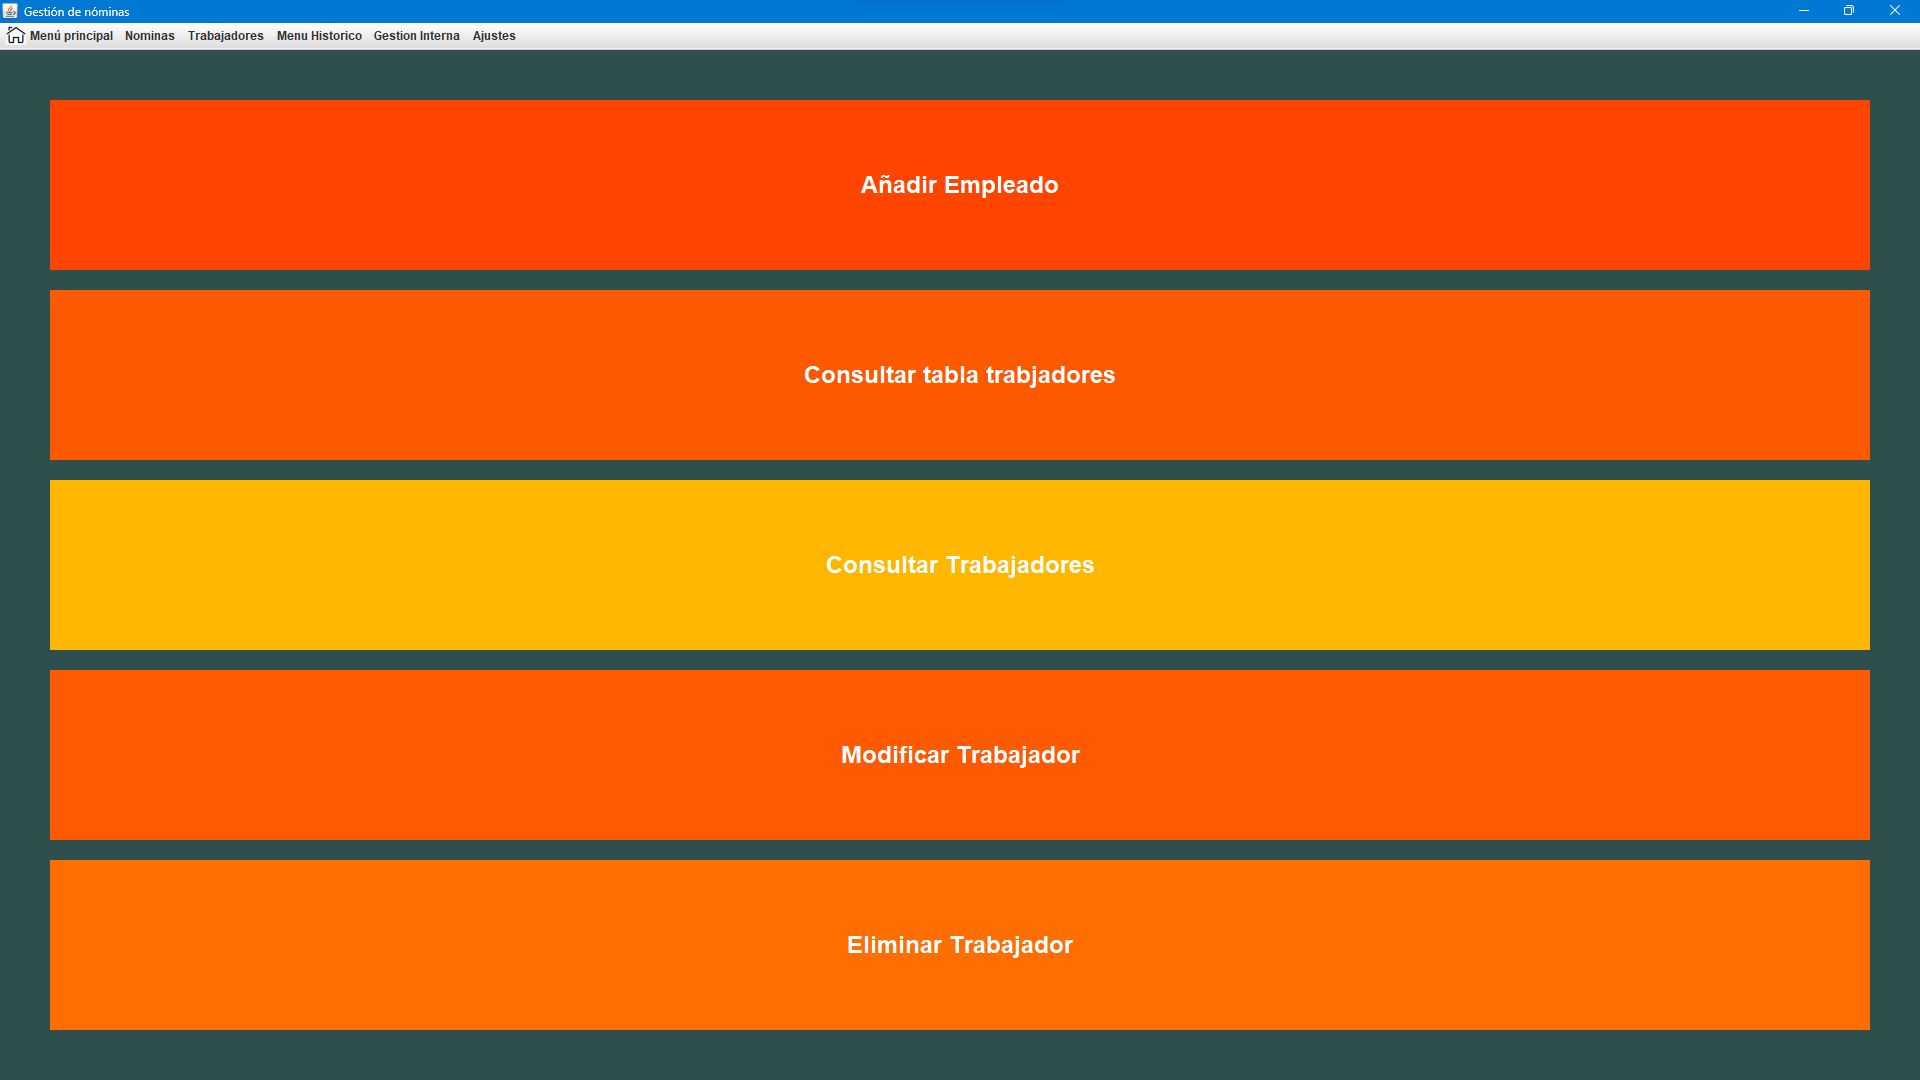 Gestión de nóminas
Menú principal Nominas Trabajadores Menu Historico Gestion Interna Ajustes
Añadir Empleado
Consultar tabla trabjadores
Consultar Trabajadores
Modificar Trabajador
Eliminar Trabajador